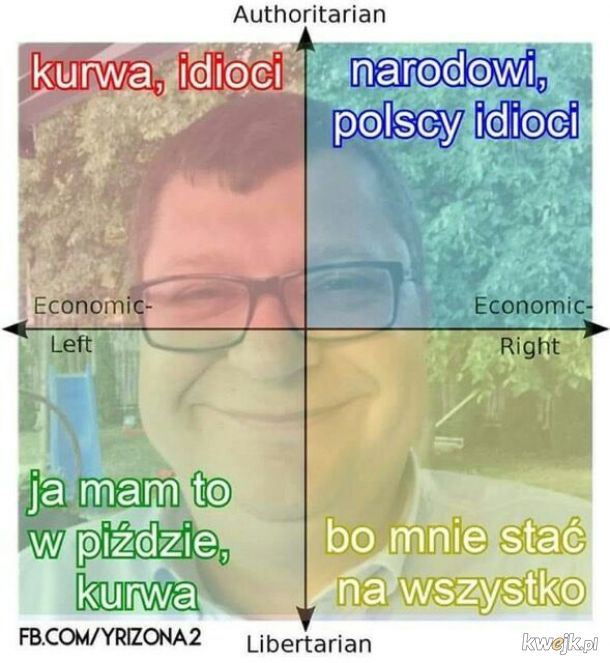 Authoritarian
kurwa, idioci
narodowi,
polscy idioci
Economic-
Left
Economic-
Right
ja mam to
w piździe,
kurwa
bo mnie stać
na wszystko
FB.COM/YRIZONA2
Libertarian
kwejk.pl